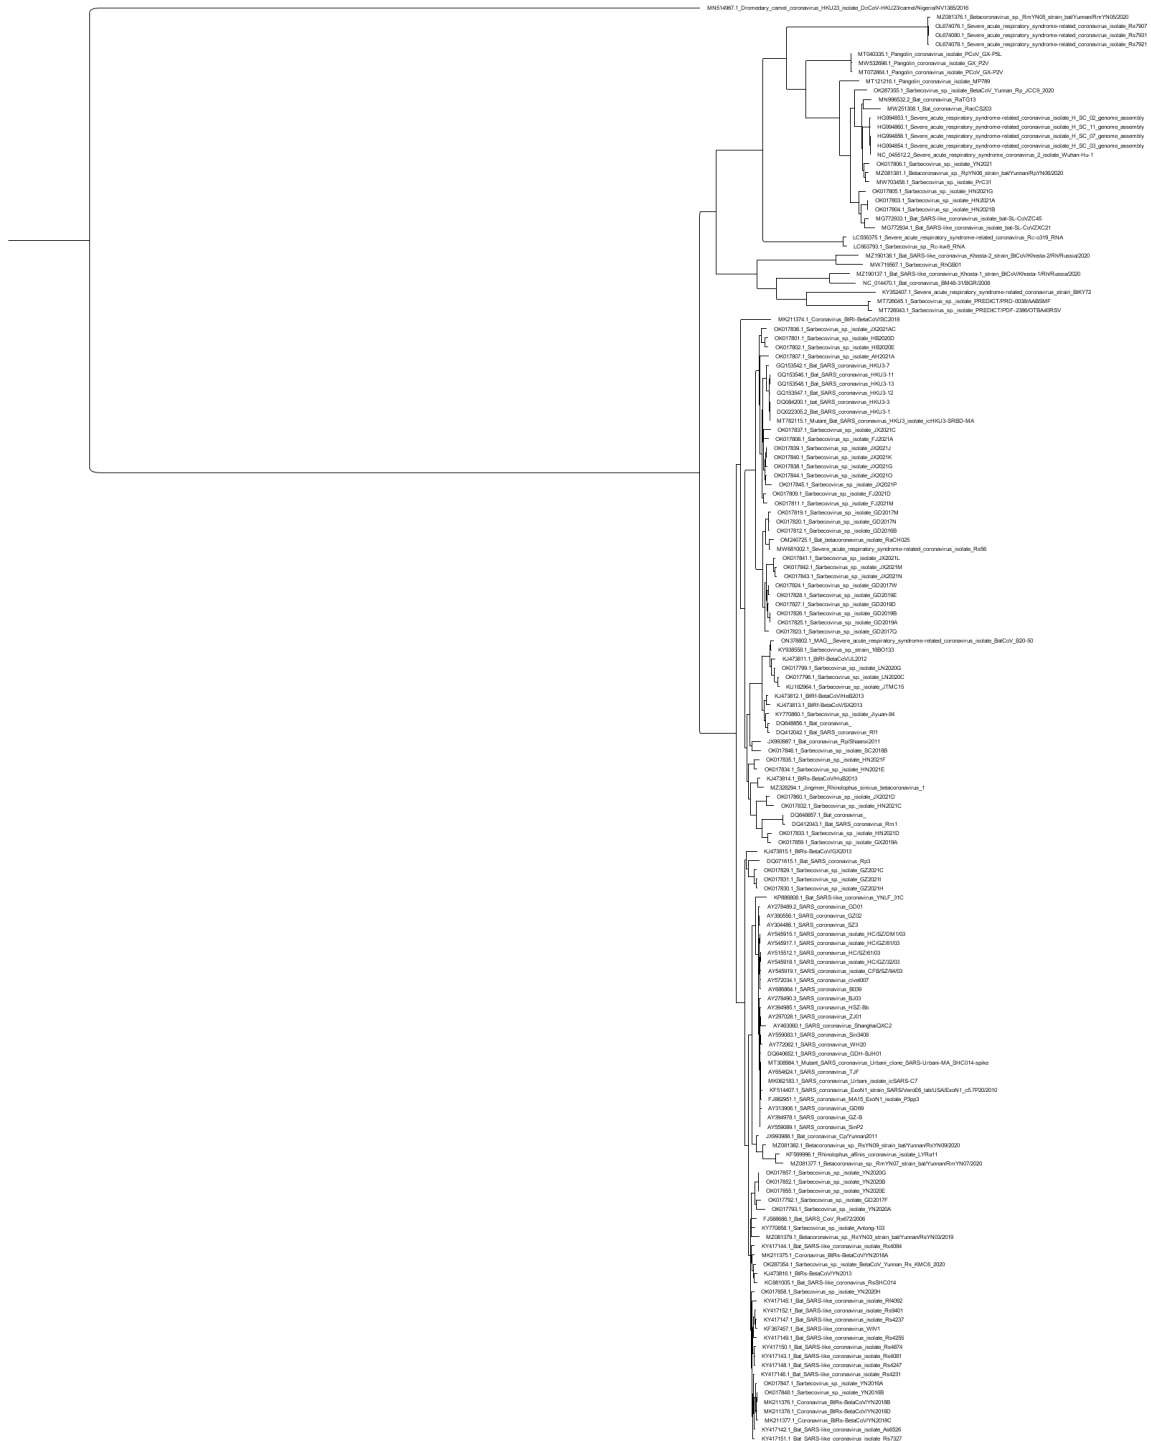 MN514967.1_Dromedary_camel_coronavirus_HKU23_isolate_DcCoV-HKU23/camel/Nigeria/NV1385/2016
MZ081376.1_Betacoronavirus_sp._RmYN05_strain_bat/Yunnan/RmYN05/2020
OL674076.1_Severe_acute_respiratory_syndrome-related_coronavirus_isolate_Rs7907
OL674080.1_Severe_acute_respiratory_syndrome-related_coronavirus_isolate_Rs7931
OL674078.1_Severe_acute_respiratory_syndrome-related_coronavirus_isolate_Rs7921
MT040335.1_Pangolin_coronavirus_isolate_PCoV_GX-P5L
MW532698.1_Pangolin_coronavirus_isolate_GX_P2V
MT072864.1_Pangolin_coronavirus_isolate_PCoV_GX-P2V
MT121216.1_Pangolin_coronavirus_isolate_MP789
OK287355.1_Sarbecovirus_sp._isolate_BetaCoV_Yunnan_Rp_JCC9_2020
MN996532.2_Bat_coronavirus_RaTG13
MW251308.1_Bat_coronavirus_RacCS203
HG994853.1_Severe_acute_respiratory_syndrome-related_coronavirus_isolate_H_SC_02_genome_assembly
HG994860.1_Severe_acute_respiratory_syndrome-related_coronavirus_isolate_H_SC_11_genome_assembly
HG994856.1_Severe_acute_respiratory_syndrome-related_coronavirus_isolate_H_SC_07_genome_assembly
HG994854.1_Severe_acute_respiratory_syndrome-related_coronavirus_isolate_H_SC_03_genome_assembly
NC_045512.2_Severe_acute_respiratory_syndrome_coronavirus_2_isolate_Wuhan-Hu-1
OK017806.1_Sarbecovirus_sp._isolate_YN2021
MZ081381.1_Betacoronavirus_sp._RpYN06_strain_bat/Yunnan/RpYN06/2020
MW703458.1_Sarbecovirus_sp._isolate_PrC31
OK017805.1_Sarbecovirus_sp._isolate_HN2021G
OK017803.1_Sarbecovirus_sp._isolate_HN2021A
OK017804.1_Sarbecovirus_sp._isolate_HN2021B
MG772933.1_Bat_SARS-like_coronavirus_isolate_bat-SL-CoVZC45
MG772934.1_Bat_SARS-like_coronavirus_isolate_bat-SL-CoVZXC21
LC556375.1_Severe_acute_respiratory_syndrome-related_coronavirus_Rc-o319_RNA
LC663793.1_Sarbecovirus_sp._Rc-kw8_RNA
MZ190138.1_Bat_SARS-like_coronavirus_Khosta-2_strain_BtCoV/Khosta-2/Rh/Russia/2020
MW719567.1_Sarbecovirus_RhGB01
MZ190137.1_Bat_SARS-like_coronavirus_Khosta-1_strain_BtCoV/Khosta-1/Rh/Russia/2020
NC_014470.1_Bat_coronavirus_BM48-31/BGR/2008
KY352407.1_Severe_acute_respiratory_syndrome-related_coronavirus_strain_BtKY72
MT726045.1_Sarbecovirus_sp._isolate_PREDICT/PRD-0038/AABSMF
MT726043.1_Sarbecovirus_sp._isolate_PREDICT/PDF-2386/OTBA40RSV
MK211374.1_Coronavirus_BtRl-BetaCoV/SC2018
OK017836.1_Sarbecovirus_sp._isolate_JX2021AC
OK017801.1_Sarbecovirus_sp._isolate_HB2020D
OK017802.1_Sarbecovirus_sp._isolate_HB2020E
OK017807.1_Sarbecovirus_sp._isolate_AH2021A
GQ153542.1_Bat_SARS_coronavirus_HKU3-7
GQ153546.1_Bat_SARS_coronavirus_HKU3-11
GQ153548.1_Bat_SARS_coronavirus_HKU3-13
GQ153547.1_Bat_SARS_coronavirus_HKU3-12
DQ084200.1_bat_SARS_coronavirus_HKU3-3
DQ022305.2_Bat_SARS_coronavirus_HKU3-1
MT782115.1_Mutant_Bat_SARS_coronavirus_HKU3_isolate_icHKU3-SRBD-MA
OK017837.1_Sarbecovirus_sp._isolate_JX2021C
OK017808.1_Sarbecovirus_sp._isolate_FJ2021A
OK017839.1_Sarbecovirus_sp._isolate_JX2021J
OK017840.1_Sarbecovirus_sp._isolate_JX2021K
OK017838.1_Sarbecovirus_sp._isolate_JX2021G
OK017844.1_Sarbecovirus_sp._isolate_JX2021O
OK017845.1_Sarbecovirus_sp._isolate_JX2021P
OK017809.1_Sarbecovirus_sp._isolate_FJ2021D
OK017811.1_Sarbecovirus_sp._isolate_FJ2021M
OK017819.1_Sarbecovirus_sp._isolate_GD2017M
OK017820.1_Sarbecovirus_sp._isolate_GD2017N
OK017812.1_Sarbecovirus_sp._isolate_GD2016B
OM240725.1_Bat_betacoronavirus_isolate_RaCH025
MW681002.1_Severe_acute_respiratory_syndrome-related_coronavirus_isolate_Rs56
OK017841.1_Sarbecovirus_sp._isolate_JX2021L
OK017842.1_Sarbecovirus_sp._isolate_JX2021M
OK017843.1_Sarbecovirus_sp._isolate_JX2021N
OK017824.1_Sarbecovirus_sp._isolate_GD2017W
OK017828.1_Sarbecovirus_sp._isolate_GD2019E
OK017827.1_Sarbecovirus_sp._isolate_GD2019D
OK017826.1_Sarbecovirus_sp._isolate_GD2019B
OK017825.1_Sarbecovirus_sp._isolate_GD2019A
OK017823.1_Sarbecovirus_sp._isolate_GD2017Q
ON378802.1_MAG__Severe_acute_respiratory_syndrome-related_coronavirus_isolate_BatCoV_B20-50
KY938558.1_Sarbecovirus_sp._strain_16BO133
KJ473811.1_BtRf-BetaCoV/JL2012
OK017799.1_Sarbecovirus_sp._isolate_LN2020G
OK017796.1_Sarbecovirus_sp._isolate_LN2020C
KU182964.1_Sarbecovirus_sp._isolate_JTMC15
KJ473812.1_BtRf-BetaCoV/HeB2013
KJ473813.1_BtRf-BetaCoV/SX2013
KY770860.1_Sarbecovirus_sp._isolate_Jiyuan-84
DQ648856.1_Bat_coronavirus_
DQ412042.1_Bat_SARS_coronavirus_Rf1
JX993987.1_Bat_coronavirus_Rp/Shaanxi2011
OK017846.1_Sarbecovirus_sp._isolate_SC2018B
OK017835.1_Sarbecovirus_sp._isolate_HN2021F
OK017834.1_Sarbecovirus_sp._isolate_HN2021E
KJ473814.1_BtRs-BetaCoV/HuB2013
MZ328294.1_Jingmen_Rhinolophus_sinicus_betacoronavirus_1
OK017860.1_Sarbecovirus_sp._isolate_JX2021D
OK017832.1_Sarbecovirus_sp._isolate_HN2021C
DQ648857.1_Bat_coronavirus_
DQ412043.1_Bat_SARS_coronavirus_Rm1
OK017833.1_Sarbecovirus_sp._isolate_HN2021D
OK017859.1_Sarbecovirus_sp._isolate_GX2019A
KJ473815.1_BtRs-BetaCoV/GX2013
DQ071615.1_Bat_SARS_coronavirus_Rp3
OK017829.1_Sarbecovirus_sp._isolate_GZ2021C
OK017831.1_Sarbecovirus_sp._isolate_GZ2021I
OK017830.1_Sarbecovirus_sp._isolate_GZ2021H
KP886808.1_Bat_SARS-like_coronavirus_YNLF_31C
AY278489.2_SARS_coronavirus_GD01
AY390556.1_SARS_coronavirus_GZ02
AY304486.1_SARS_coronavirus_SZ3
AY545915.1_SARS_coronavirus_isolate_HC/SZ/DM1/03
AY545917.1_SARS_coronavirus_isolate_HC/GZ/81/03
AY515512.1_SARS_coronavirus_HC/SZ/61/03
AY545918.1_SARS_coronavirus_isolate_HC/GZ/32/03
AY545919.1_SARS_coronavirus_isolate_CFB/SZ/94/03
AY572034.1_SARS_coronavirus_civet007
AY686864.1_SARS_coronavirus_B039
AY278490.3_SARS_coronavirus_BJ03
AY394985.1_SARS_coronavirus_HSZ-Bb
AY297028.1_SARS_coronavirus_ZJ01
AY463060.1_SARS_coronavirus_ShanghaiQXC2
AY559083.1_SARS_coronavirus_Sin3408
AY772062.1_SARS_coronavirus_WH20
DQ640652.1_SARS_coronavirus_GDH-BJH01
MT308984.1_Mutant_SARS_coronavirus_Urbani_clone_SARS-Urbani-MA_SHC014-spike
AY654624.1_SARS_coronavirus_TJF
MK062183.1_SARS_coronavirus_Urbani_isolate_icSARS-C7
KF514407.1_SARS_coronavirus_ExoN1_strain_SARS/VeroE6_lab/USA/ExoN1_c5.7P20/2010
FJ882951.1_SARS_coronavirus_MA15_ExoN1_isolate_P3pp3
AY313906.1_SARS_coronavirus_GD69
AY394978.1_SARS_coronavirus_GZ-B
AY559089.1_SARS_coronavirus_SinP2
JX993988.1_Bat_coronavirus_Cp/Yunnan2011
MZ081382.1_Betacoronavirus_sp._RsYN09_strain_bat/Yunnan/RsYN09/2020
KF569996.1_Rhinolophus_affinis_coronavirus_isolate_LYRa11
MZ081377.1_Betacoronavirus_sp._RmYN07_strain_bat/Yunnan/RmYN07/2020
OK017857.1_Sarbecovirus_sp._isolate_YN2020G
OK017852.1_Sarbecovirus_sp._isolate_YN2020B
OK017855.1_Sarbecovirus_sp._isolate_YN2020E
OK017792.1_Sarbecovirus_sp._isolate_GD2017F
OK017793.1_Sarbecovirus_sp._isolate_YN2020A
FJ588686.1_Bat_SARS_CoV_Rs672/2006
KY770858.1_Sarbecovirus_sp._isolate_Anlong-103
MZ081379.1_Betacoronavirus_sp._RsYN03_strain_bat/Yunnan/RsYN03/2019
KY417144.1_Bat_SARS-like_coronavirus_isolate_Rs4084
MK211375.1_Coronavirus_BtRs-BetaCoV/YN2018A
OK287354.1_Sarbecovirus_sp._isolate_BetaCoV_Yunnan_Rs_KMC6_2020
KJ473816.1_BtRs-BetaCoV/YN2013
KC881005.1_Bat_SARS-like_coronavirus_RsSHC014
OK017858.1_Sarbecovirus_sp._isolate_YN2020H
KY417145.1_Bat_SARS-like_coronavirus_isolate_Rf4092
KY417152.1_Bat_SARS-like_coronavirus_isolate_Rs9401
KY417147.1_Bat_SARS-like_coronavirus_isolate_Rs4237
KF367457.1_Bat_SARS-like_coronavirus_WIV1
KY417149.1_Bat_SARS-like_coronavirus_isolate_Rs4255
KY417150.1_Bat_SARS-like_coronavirus_isolate_Rs4874
KY417143.1_Bat_SARS-like_coronavirus_isolate_Rs4081
KY417148.1_Bat_SARS-like_coronavirus_isolate_Rs4247
KY417146.1_Bat_SARS-like_coronavirus_isolate_Rs4231
OK017847.1_Sarbecovirus_sp._isolate_YN2016A
OK017848.1_Sarbecovirus_sp._isolate_YN2016B
MK211376.1_Coronavirus_BtRs-BetaCoV/YN2018B
MK211378.1_Coronavirus_BtRs-BetaCoV/YN2018D
MK211377.1_Coronavirus_BtRs-BetaCoV/YN2018C
KY417142.1_Bat_SARS-like_coronavirus_isolate_As6526
KY417151.1_Bat_SARS-like_coronavirus_isolate_Rs7327